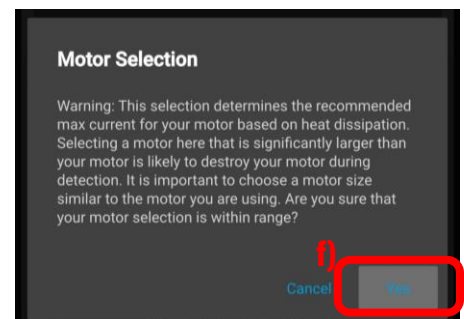 Motor Selection
Warning: This selection determines the recommended
max current for your motor based on heat dissipation.
Selecting a motor here that is significantly larger than
your motor is likely to destroy your motor during
detection. It is important to choose a motor size
similar to the motor you are using. Are you sure that
your motor selection is within range?
f)
Cancel Yes